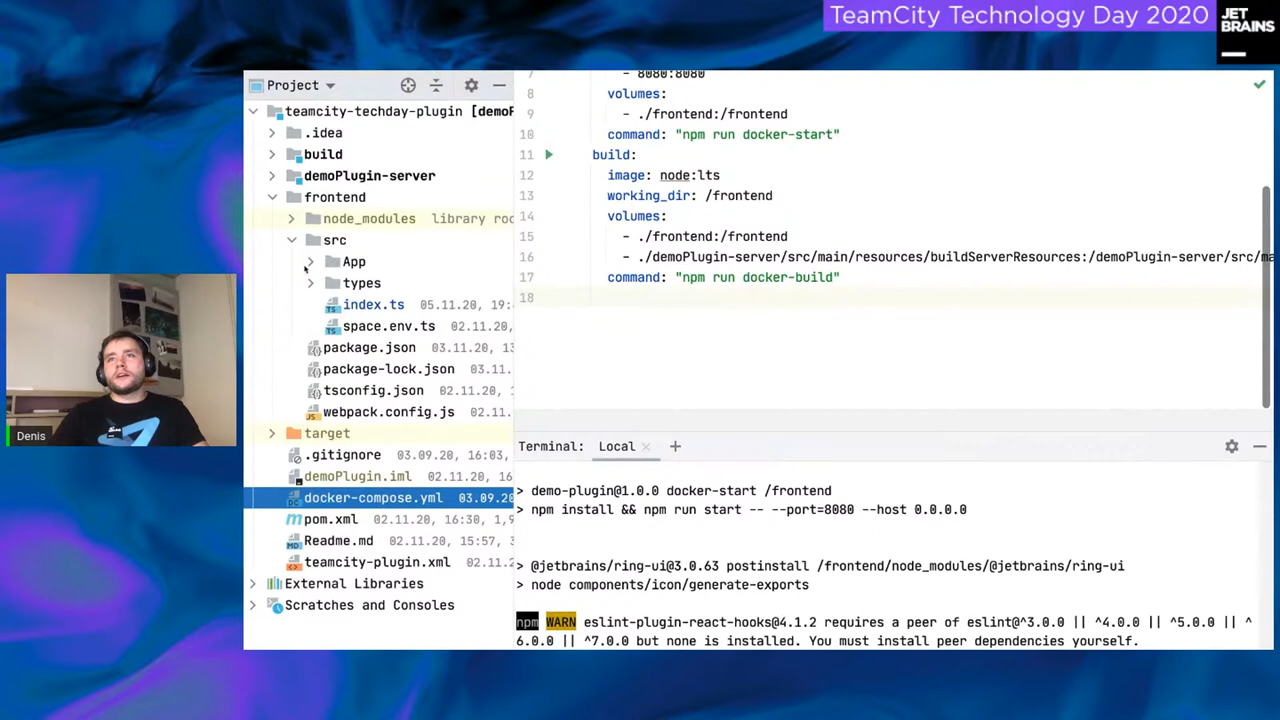 TeamCity Technology Day 2020
JET
BRAINS
Project
teamcity-techday-plugin [demoP
.idea
build
demoPlugin-server
frontend
node_modules library roo
src
App
types
index.ts 05.11.20, 19:
space.env.ts 02.11.20,
package.json 03.11.20, 13
package-lock.json 03.11.
tsconfig.json 02.11.20,
webpack.config.js 02.11.
target
.gitignore 03.09.20, 16:03,
demoPlugin.iml 02.11.20, 16
docker-compose.yml 03.09.20
pom.xml 02.11.20, 16:30, 1,9
Readme.md 02.11.20, 15:57, 3
teamcity-plugin.xml 02.11.2
External Libraries
Scratches and Consoles
7 - 8080:8080
8 volumes:
9 - ./frontend:/frontend
10 command: "npm run docker-start"
11 build:
12 image: node:lts
13 working_dir: /frontend
14 volumes:
15 - ./frontend:/frontend
16 - ./demoPlugin-server/src/main/resources/buildServerResources:/demoPlugin-server/src/ma
17 command: "npm run docker-build"
18
Terminal: Local
> demo-plugin@1.0.0 docker-start /frontend
> npm install && npm run start -- --port=8080 --host 0.0.0.0
> @jetbrains/ring-ui@3.0.63 postinstall /frontend/node_modules/@jetbrains/ring-ui
> node components/icon/generate-exports
npm WARN eslint-plugin-react-hooks@4.1.2 requires a peer of eslint@^3.0.0 || ^4.0.0 || ^5.0.0 || ^
6.0.0 || ^7.0.0 but none is installed. You must install peer dependencies yourself.
Denis